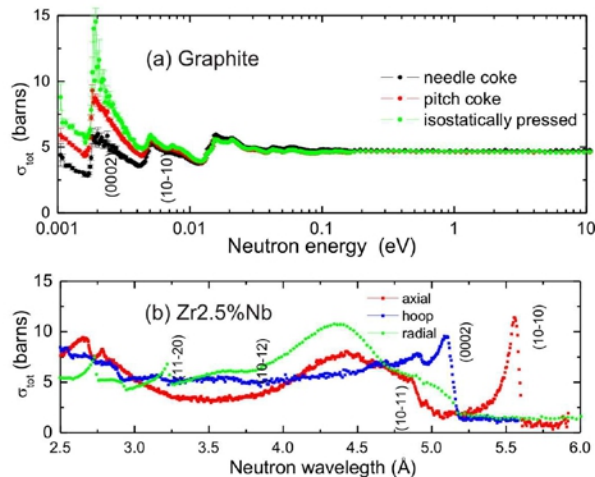 15
(a) Graphite
needle coke
pitch coke
isostatically pressed
10
5
0
σtot (barns)
(0002)
(10-10)
0.001
0.01
0.1
1
10
Neutron energy (eV)
15
(b) Zr2.5%Nb
axial
hoop
radial
10
5
0
σtot (barns)
(11-20)
(10-12)
(10-11)
(0002)
(10-10)
2.5
3.0
3.5
4.0
4.5
5.0
5.5
6.0
Neutron wavelegth (Å)